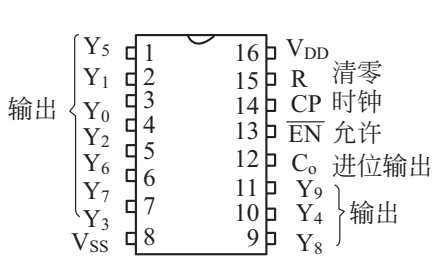 Y5 1 16 VDD
Y1 2 15 R 清零
Y0 3 14 CP 时钟
输出 Y2 4 13 EN 允许
Y6 5 12 Co 进位输出
Y7 6 11 Y9
Y3 7 10 Y4 输出
VSS 8 9 Y8